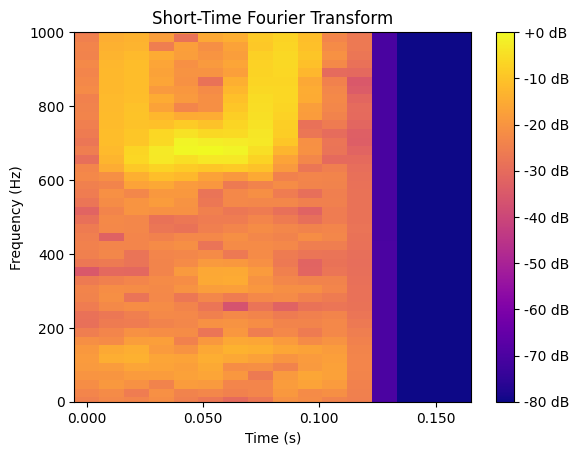 Short-Time Fourier Transform
1000
800
600
400
200
0
Frequency (Hz)
0.000
0.050
0.100
0.150
Time (s)
+0 dB
-10 dB
-20 dB
-30 dB
-40 dB
-50 dB
-60 dB
-70 dB
-80 dB